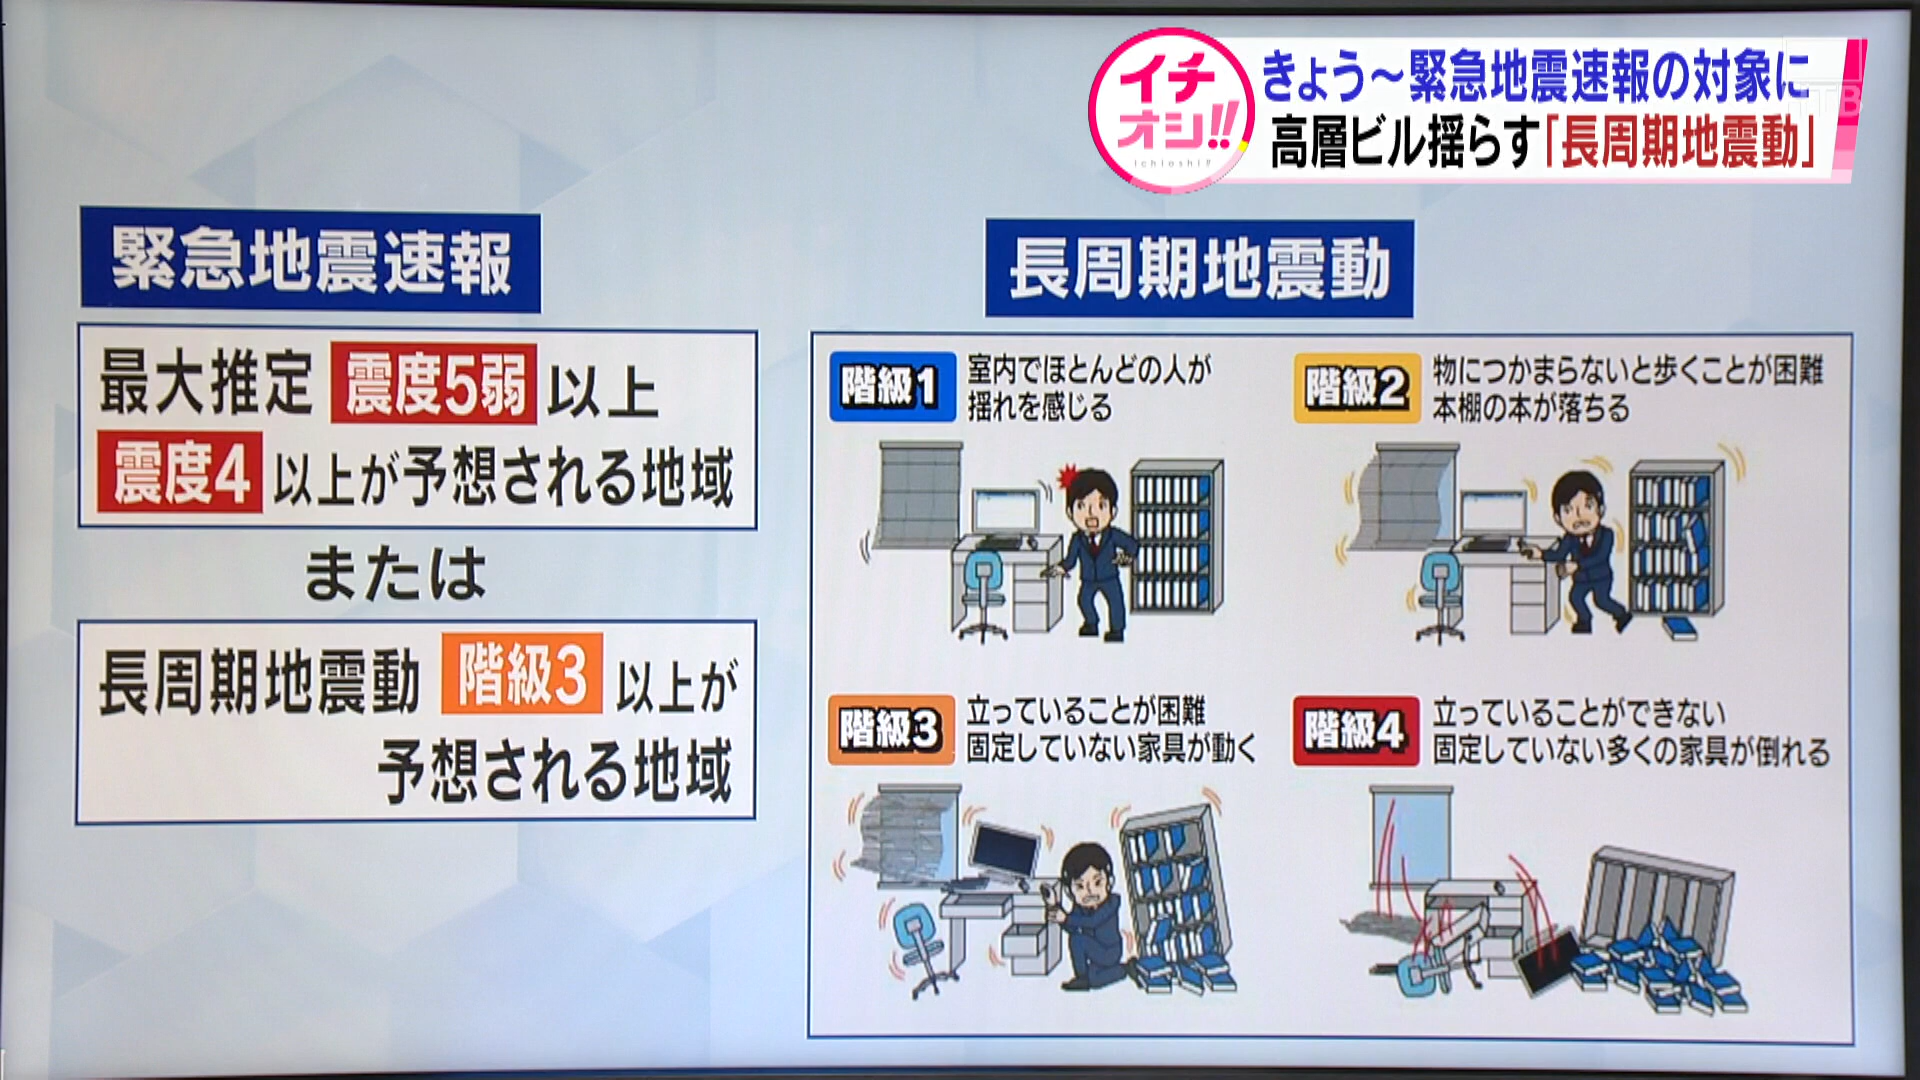 イチ
オシ!!
ichioshi!!
きょう～緊急地震速報の対象に
高層ビル揺らす「長周期地震動」
緊急地震速報
最大推定 震度5弱 以上
震度4 以上が予想される地域
または
長周期地震動 階級3 以上が
予想される地域
長周期地震動
階級1 室内でほとんどの人が
揺れを感じる
階級2 物につかまらないと歩くことが困難
本棚の本が落ちる
階級3 立っていることが困難
固定していない家具が動く
階級4 立っていることができない
固定していない多くの家具が倒れる